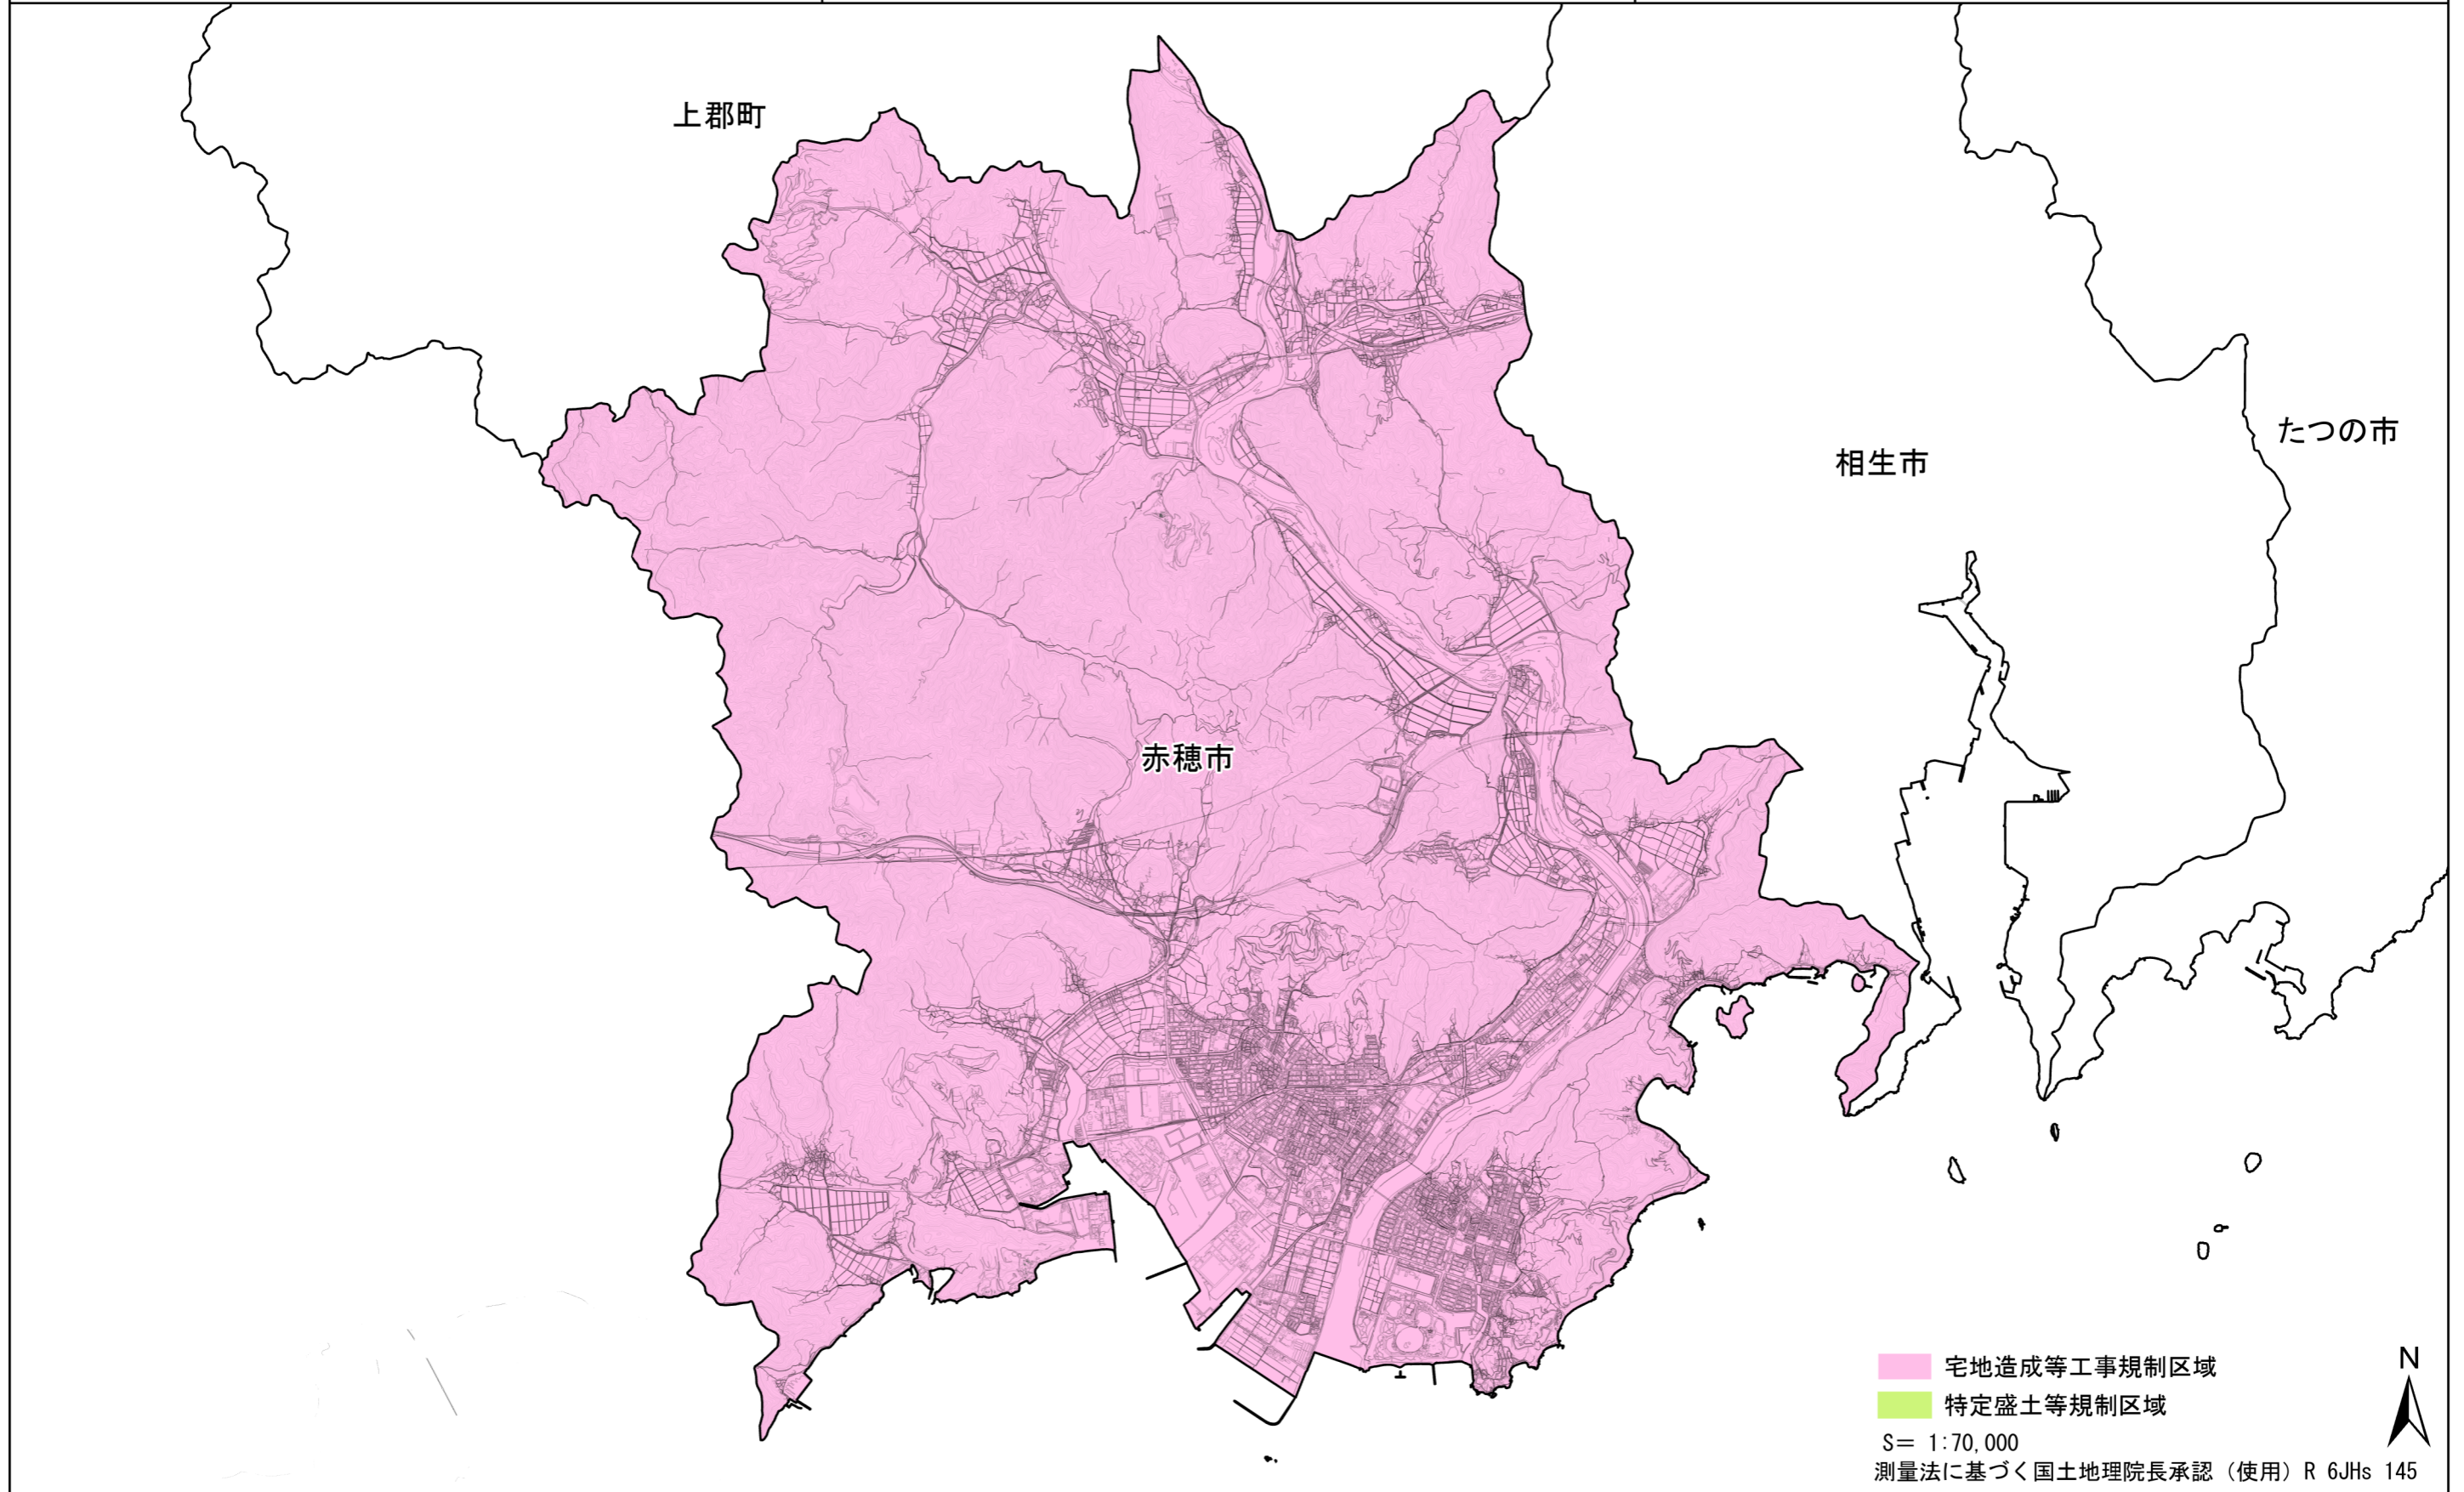 上郡町
たつの市
相生市
赤穂市
N
宅地造成等工事規制区域
特定盛土等規制区域
S= 1:70,000
測量法に基づく国土地理院長承認（使用）R 6JHs 145